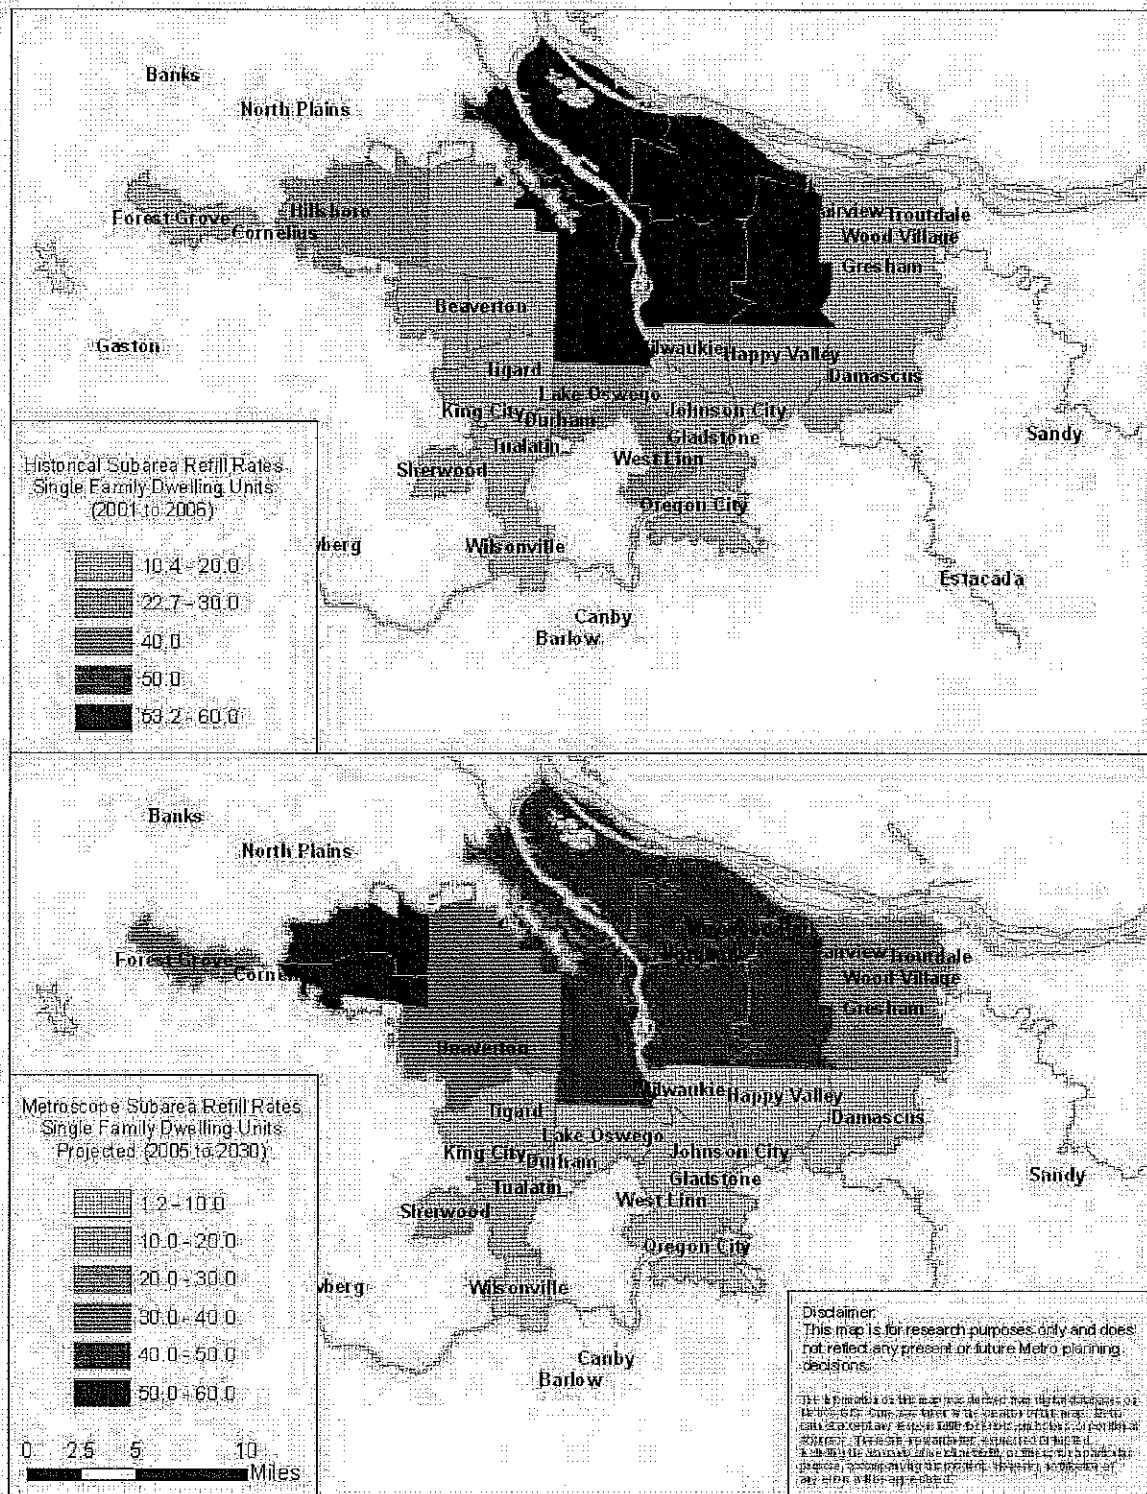 Banks
North Plains
Forest Grove
Hillsboro
Cornelius
Fairview Troutdale
Wood Village
Gresham
Beaverton
Gaston
Milwaukie Happy Valley
Tigard
Damascus
Lake Oswego
King City Durham
Johnson City
Gladstone
Tualatin
West Linn
Sherwood
Sandy
Oregon City
Wilsonville
Estacada
Canby
Barlow
Historical Subarea Refill Rates
Single Family Dwelling Units
(2001 to 2006)
10.4 - 20.0
22.7 - 30.0
40.0
50.0
53.2 - 60.0
vberg
Banks
North Plains
Forest Grove
Corne
airview Troutdale
Wood Village
Gresham
Beaverton
Milwaukie Happy Valley
Tigard
Damascus
Lake Oswego
King City Durham
Johnson City
Gladstone
Tualatin
West Linn
Sherwood
Sandy
Oregon City
Wilsonville
vberg
Canby
Barlow
Metroscope Subarea Refill Rates
Single Family Dwelling Units
Projected (2005 to 2030)
1.2 - 10.0
10.0 - 20.0
20.0 - 30.0
30.0 - 40.0
40.0 - 50.0
50.0 - 60.0
0 2.5 5 10
Miles
Disclaimer:
This map is for research purposes only and does
not reflect any present or future Metro planning
decisions.